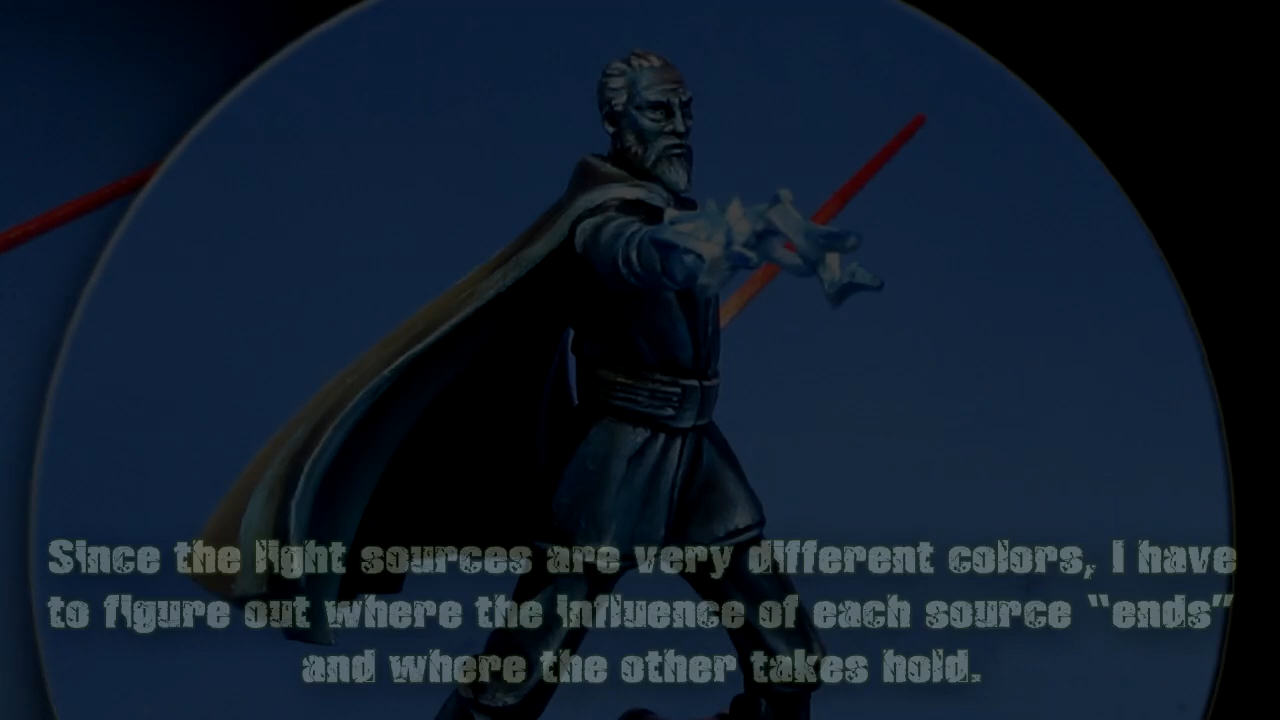 Since the light sources are very different colors, I have
to figure out where the influence of each source “ends”
and where the other takes hold.